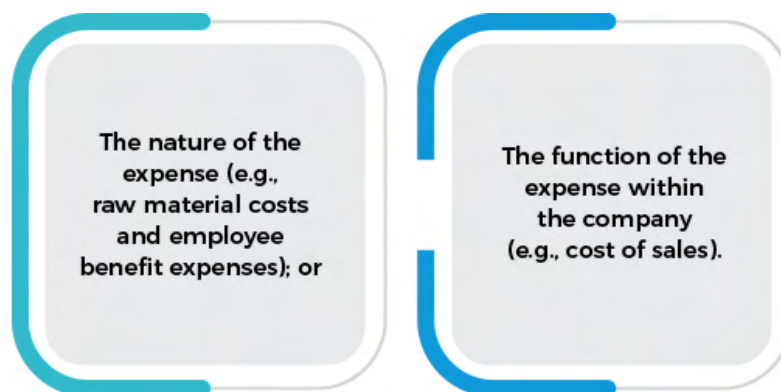 The nature of the
expense (e.g.,
raw material costs
and employee
benefit expenses); or
The function of the
expense within
the company
(e.g., cost of sales).